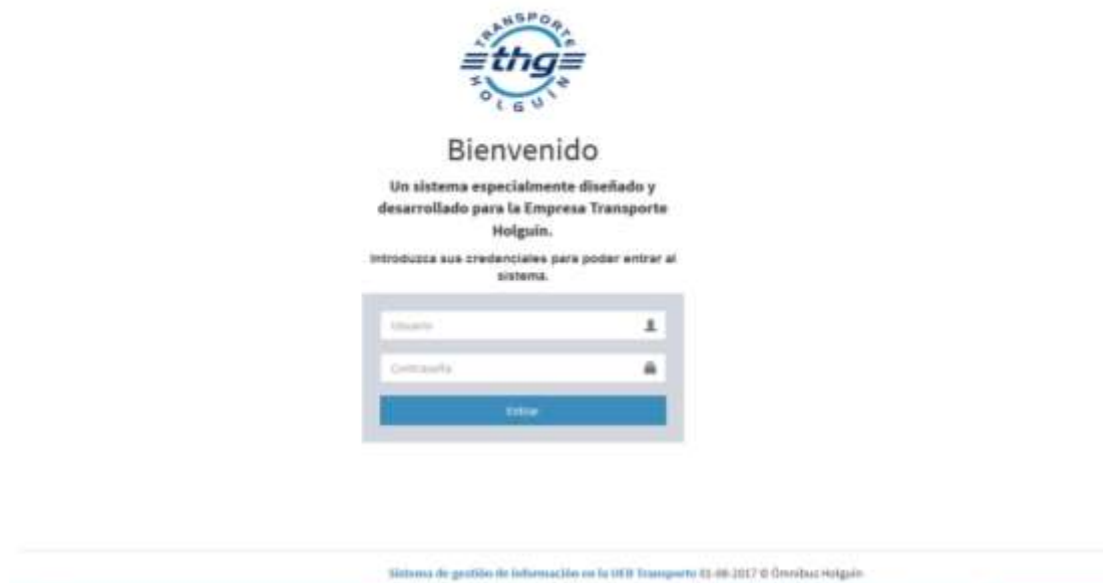 TRANSPORTE
thg
HOLGUÍN
Bienvenido
Un sistema especialmente diseñado y
desarrollado para la Empresa Transporte
Holguín.
Introduzca sus credenciales para poder entrar al
sistema.
Usuario
Contraseña
Entrar
Sistema de gestión de información en la UEB Transporte 01-08-2017 © Ómnibus Holguín